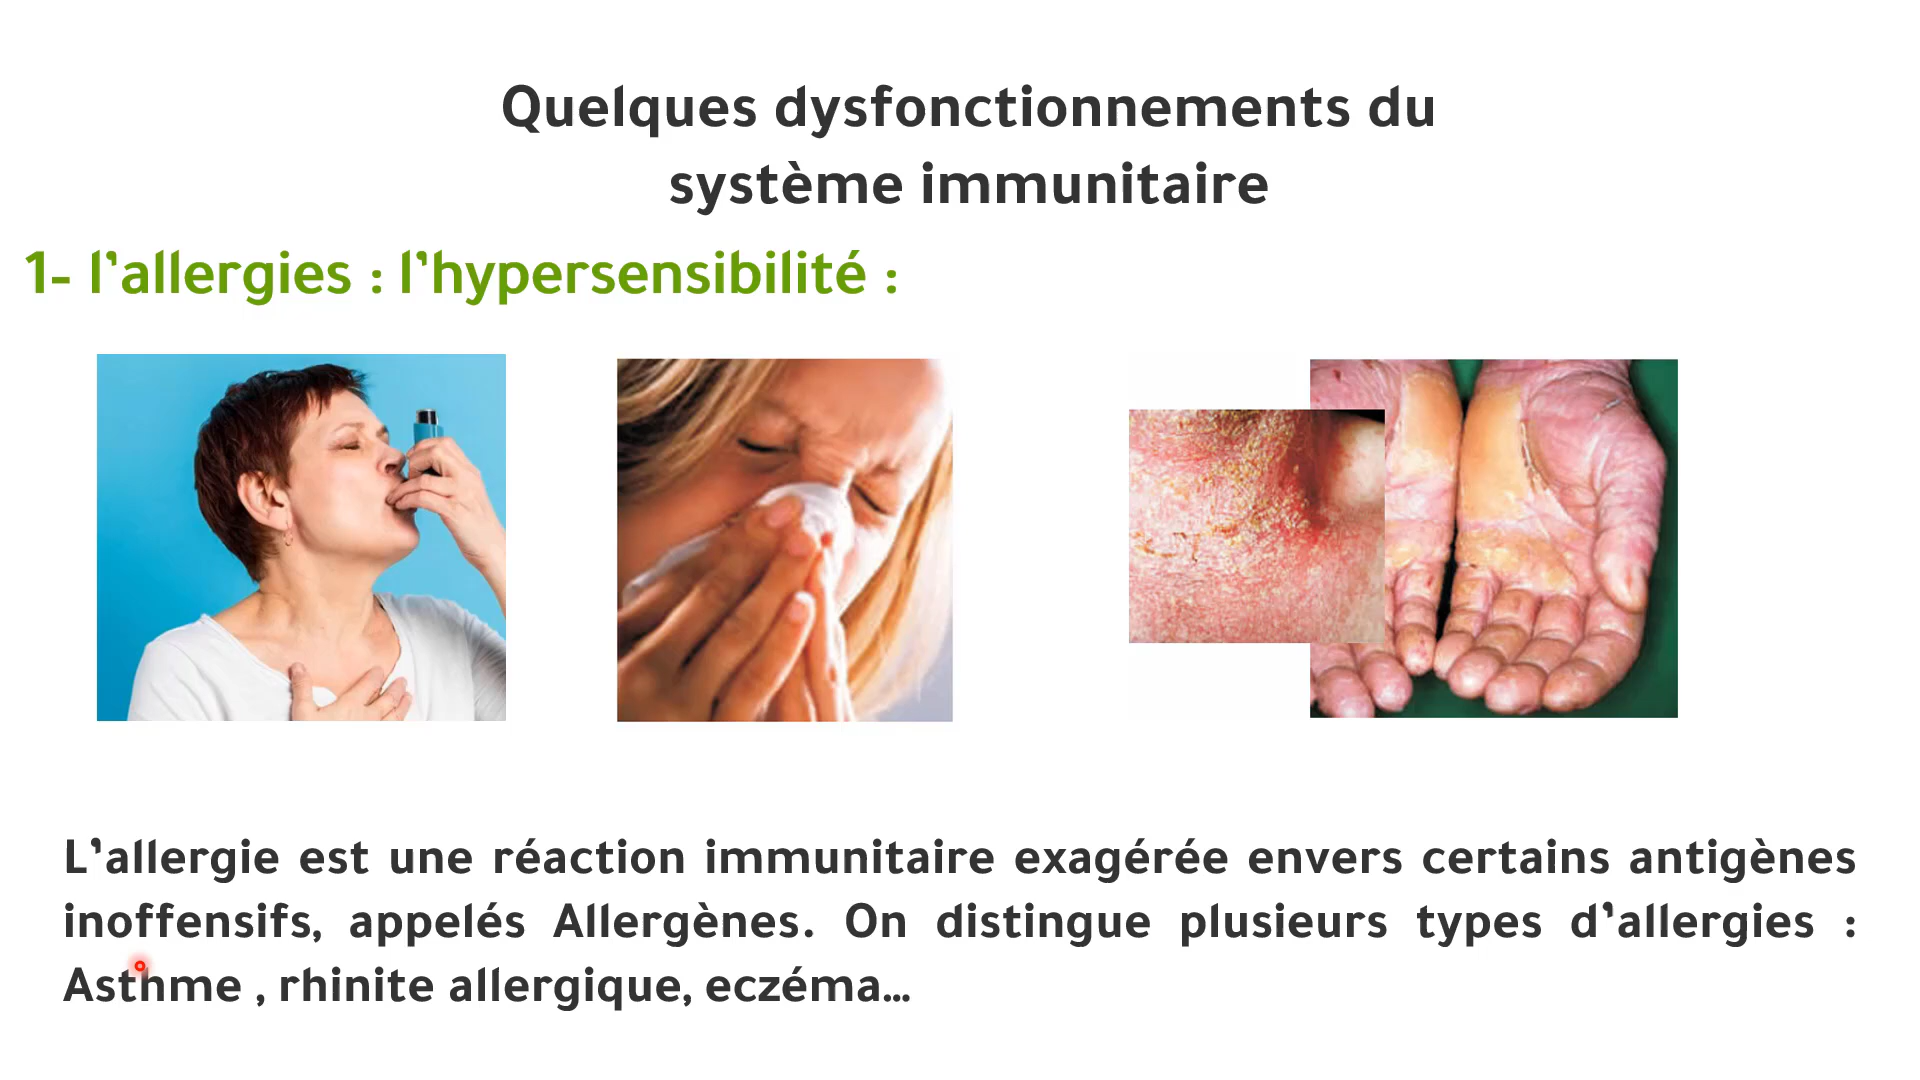 Quelques dysfonctionnements du
système immunitaire
1- l’allergies : l’hypersensibilité :
L’allergie est une réaction immunitaire exagérée envers certains antigènes
inoffensifs, appelés Allergènes. On distingue plusieurs types d’allergies :
Asthme , rhinite allergique, eczéma…